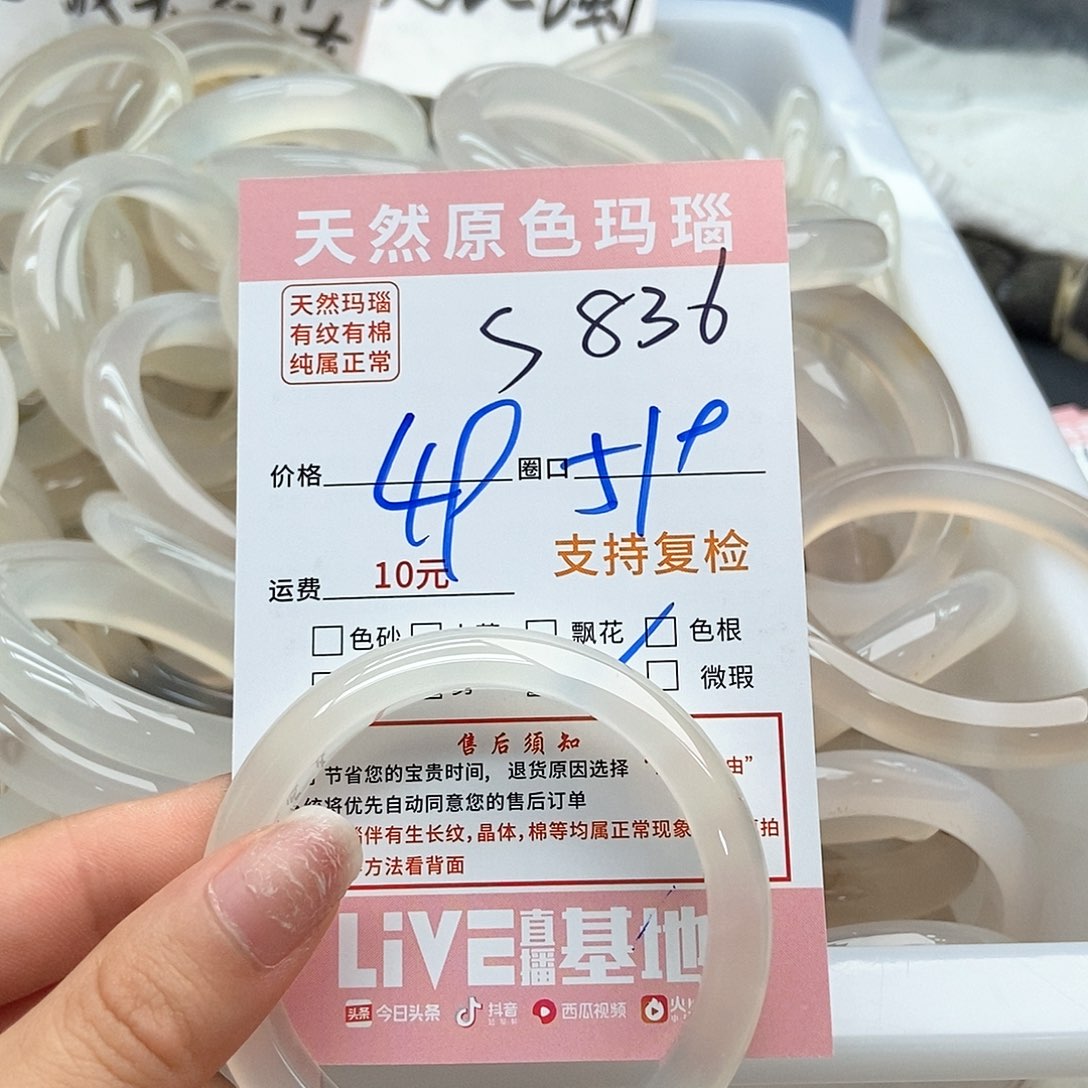 天然原色玛瑙
天然玛瑙
有纹有棉
纯属正常
S 836
价格
圈口
支持复检
运费 10元
色砂
飘花
色根
微瑕
售后须知
节省您的宝贵时间，退货原因选择
由”
将优先自动同意您的售后订单
伴有生长纹，晶体，棉等均属正常现象
拍
方法看背面
LiVE直播基地
头条 今日头条 抖音 西瓜视频